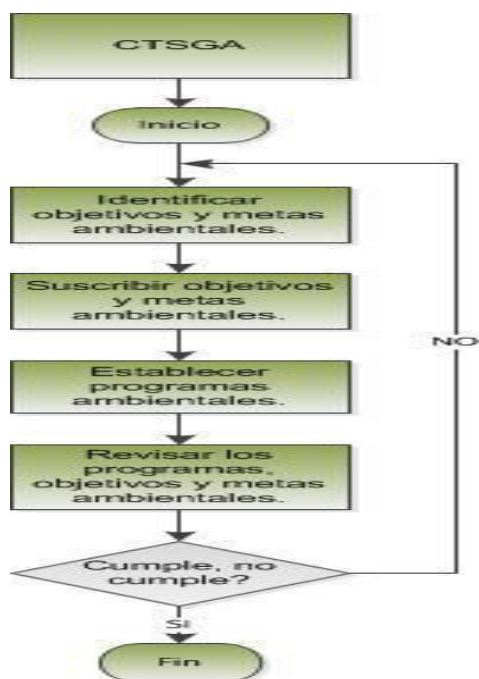 CTSGA
Inicio
Identificar
objetivos y metas
ambientales.
Suscribir objetivos
y metas
ambientales.
Establecer
programas
ambientales.
Revisar los
programas,
objetivos y metas
ambientales.
NO
Cumple, no
cumple?
SI
Fin